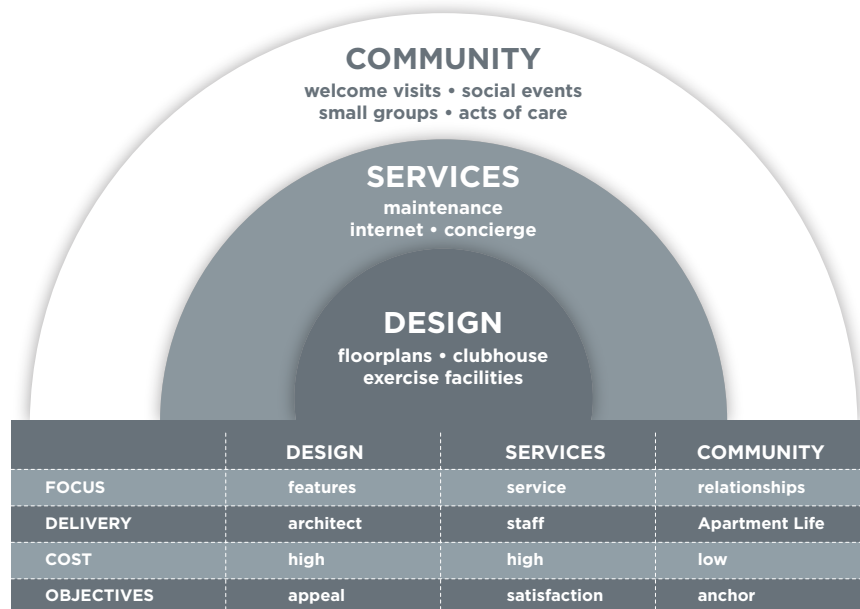 COMMUNITY
welcome visits • social events
small groups • acts of care
SERVICES
maintenance
internet • concierge
DESIGN
floorplans • clubhouse
exercise facilities
DESIGN SERVICES COMMUNITY
FOCUS features service relationships
DELIVERY architect staff Apartment Life
COST high high low
OBJECTIVES appeal satisfaction anchor